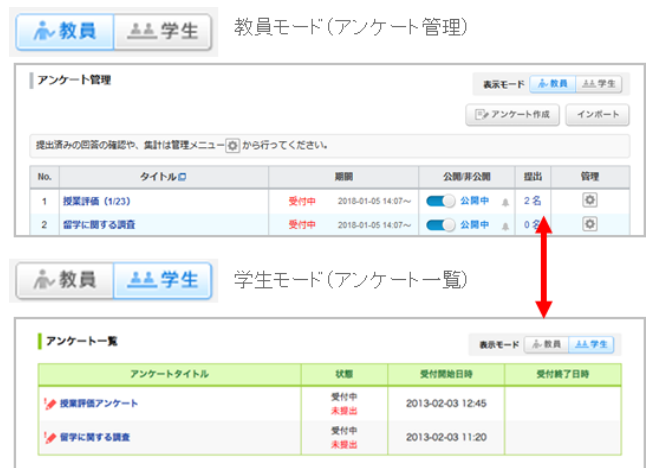 教員 学生 教員モード(アンケート管理)
アンケート管理 表示モード 教員 学生
アンケート作成 インポート
提出済みの回答の確認や、集計は管理メニュー から行ってください。
No. タイトル 期間 公開/非公開 提出 管理
1 授業評価 (1/23) 受付中 2018-01-05 14:07～ 公開中 2名
2 留学に関する調査 受付中 2018-01-05 14:07～ 公開中 0名
教員 学生 学生モード(アンケート一覧)
アンケート一覧 表示モード 教員 学生
アンケートタイトル 状態 受付開始日時 受付終了日時
授業評価アンケート 受付中 未提出 2013-02-03 12:45
留学に関する調査 受付中 未提出 2013-02-03 11:20